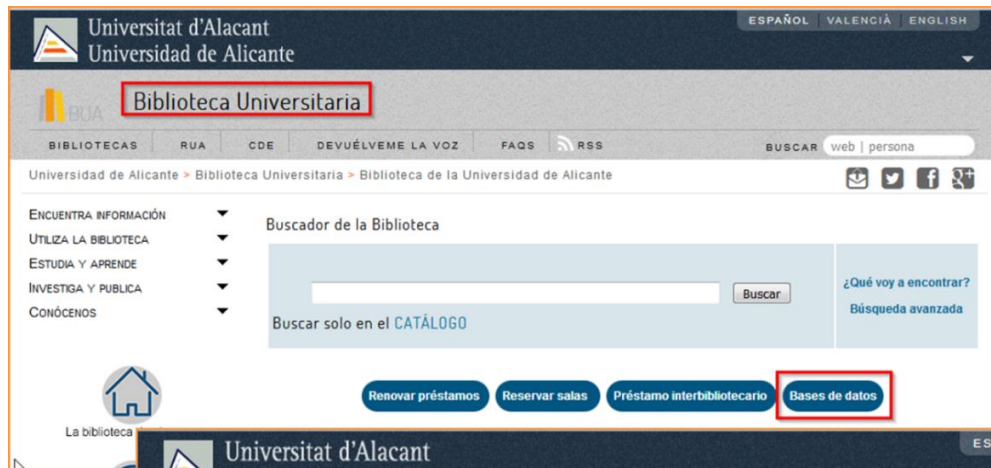 Universitat d'Alacant
Universidad de Alicante
ESPAÑOL VALENCIÀ ENGLISH
BUA Biblioteca Universitaria
BIBLIOTECAS RUA CDE DEVUÉLVEME LA VOZ FAQS RSS BUSCAR web | persona
Universidad de Alicante > Biblioteca Universitaria > Biblioteca de la Universidad de Alicante
ENCUENTRA INFORMACIÓN
UTILIZA LA BIBLIOTECA
ESTUDIA Y APRENDE
INVESTIGA Y PUBLICA
CONÓCENOS
Buscador de la Biblioteca
Buscar
Buscar solo en el CATÁLOGO
¿Qué voy a encontrar?
Búsqueda avanzada
Renovar préstamos Reservar salas Préstamo interbibliotecario Bases de datos
La biblioteca
Universitat d'Alacant
ES